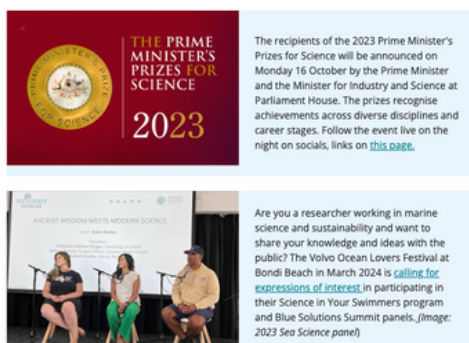 PRIME MINISTER'S PRIZE
FOR SCIENCE
THE PRIME
MINISTER'S
PRIZES FOR
SCIENCE
2023
The recipients of the 2023 Prime Minister's
Prizes for Science will be announced on
Monday 16 October by the Prime Minister
and the Minister for Industry and Science at
Parliament House. The prizes recognise
achievements across diverse disciplines and
career stages. Follow the event live on the
night on socials, links on this page.
VOLVO
ANCIENT WISDOM MEETS MODERN SCIENCE
Are you a researcher working in marine
science and sustainability and want to
share your knowledge and ideas with the
public? The Volvo Ocean Lovers Festival at
Bondi Beach in March 2024 is calling for
expressions of interest in participating in
their Science in Your Swimmers program
and Blue Solutions Summit panels. (Image:
2023 Sea Science panel)